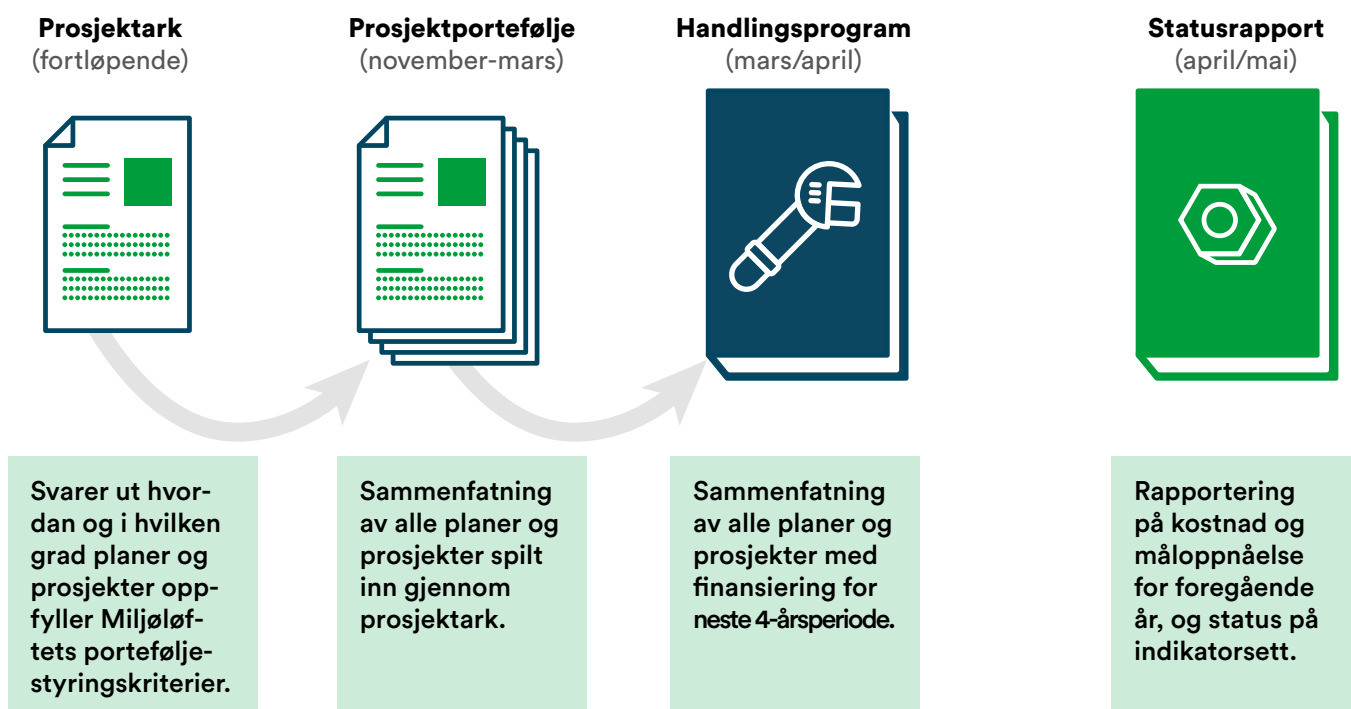 Prosjektark
(fortløpende)
Svarer ut hvor-
dan og i hvilken
grad planer og
prosjekter opp-
fyller Miljøløf-
tets portefølje-
styringskriterier.
Prosjektportefølje
(november-mars)
Sammenfatning
av alle planer og
prosjekter spilt
inn gjennom
prosjektark.
Handlingsprogram
(mars/april)
Sammenfatning
av alle planer og
prosjekter med
finansiering for
neste 4-årsperiode.
Statusrapport
(april/mai)
Rapportering
på kostnad og
måloppnåelse
for foregående
år, og status på
indikatorsett.